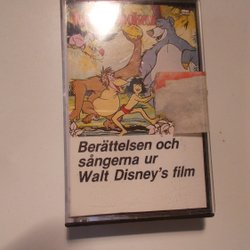 Berättelsen och
sångerna ur
Walt Disney's film